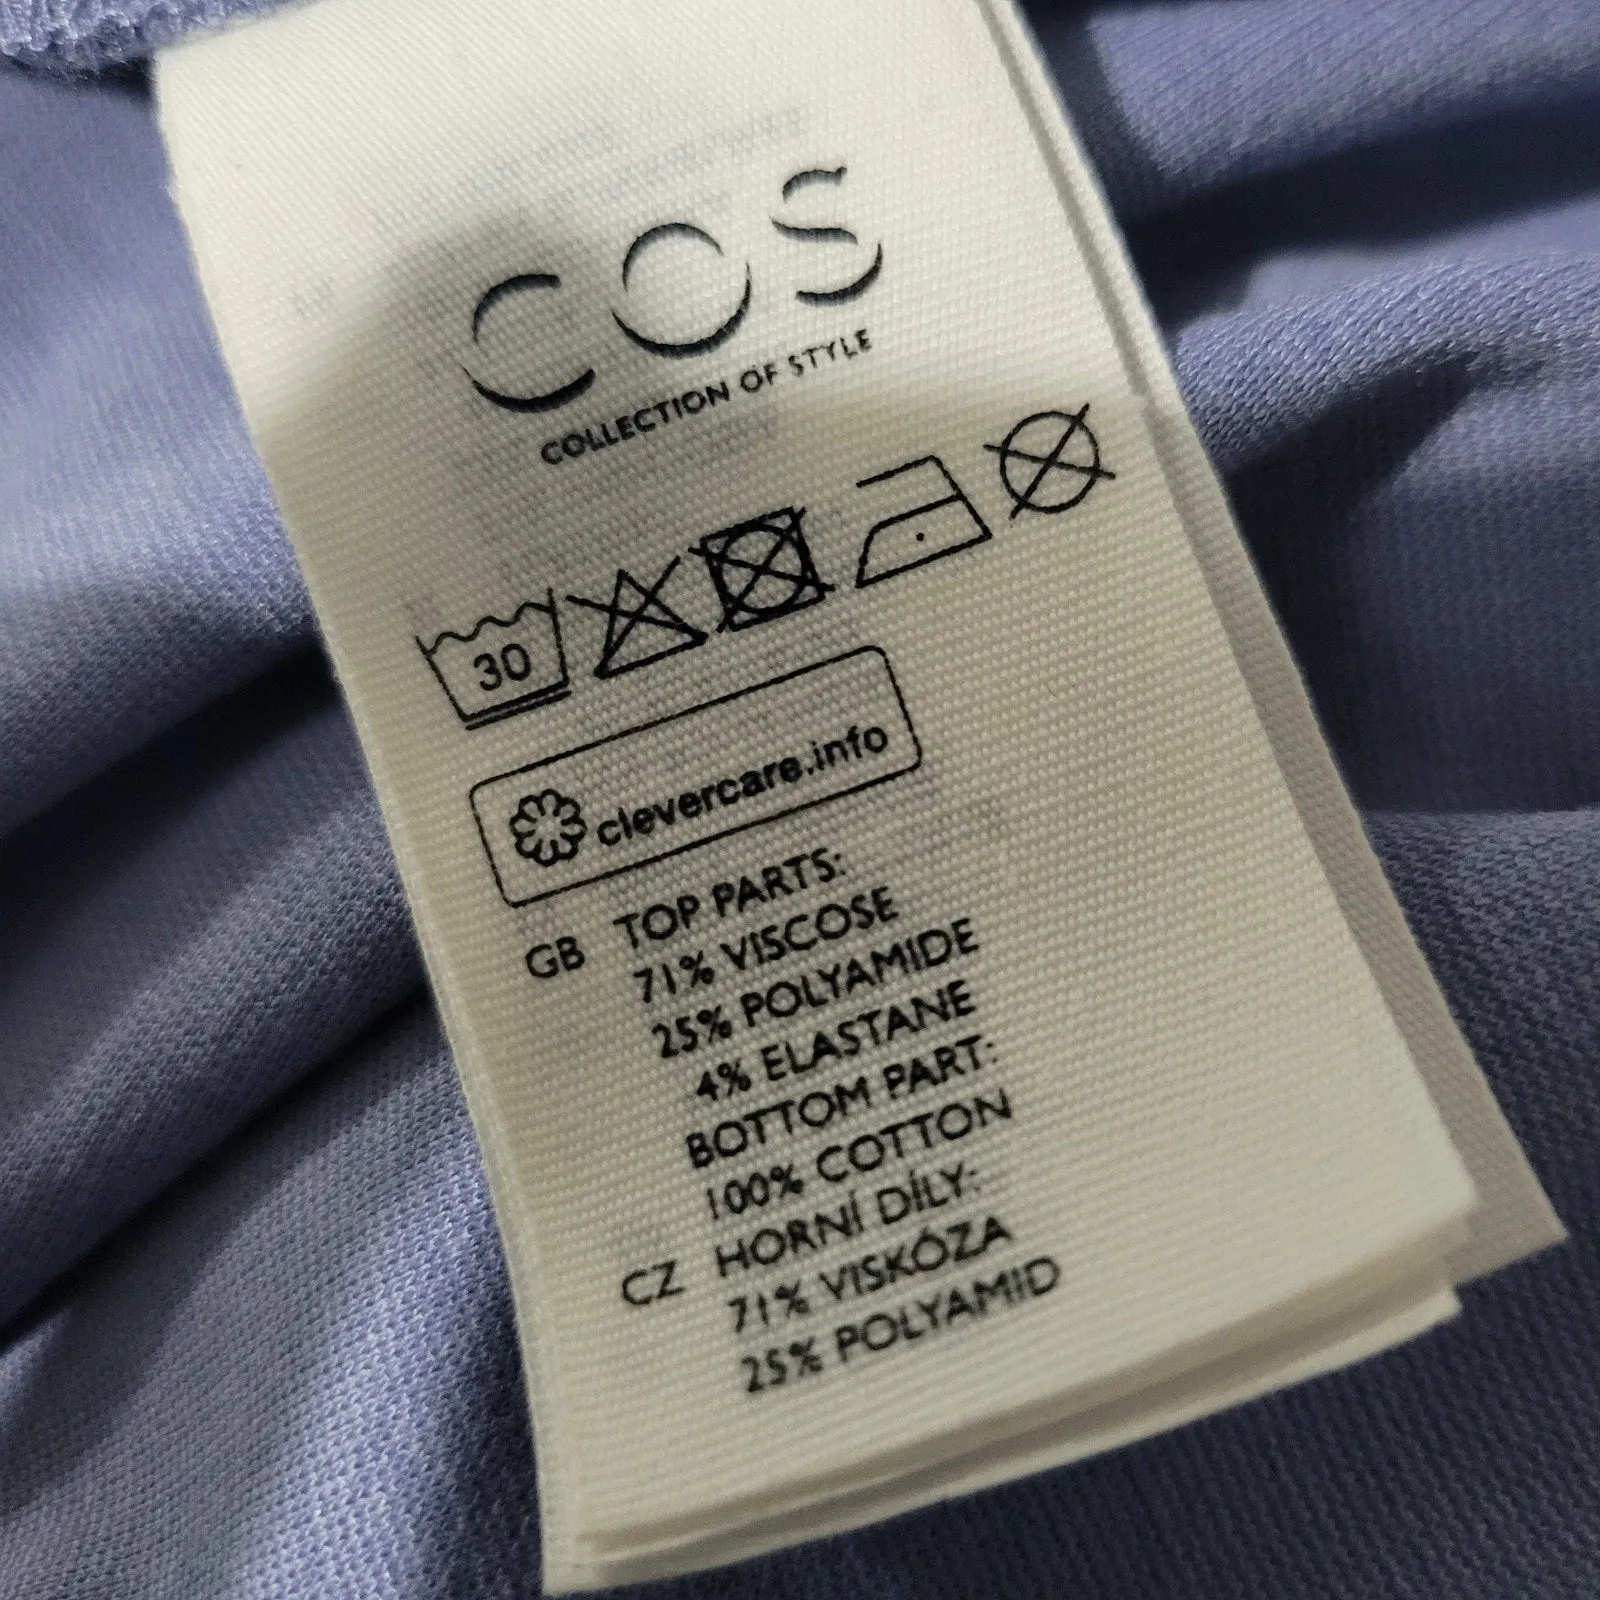 COS
COLLECTION OF STYLE
30
clevercare.info
GB TOP PARTS:
71% VISCOSE
25% POLYAMIDE
4% ELASTANE
BOTTOM PART:
100% COTTON
CZ HORNÍ DÍLY:
71% VISKÓZA
25% POLYAMID